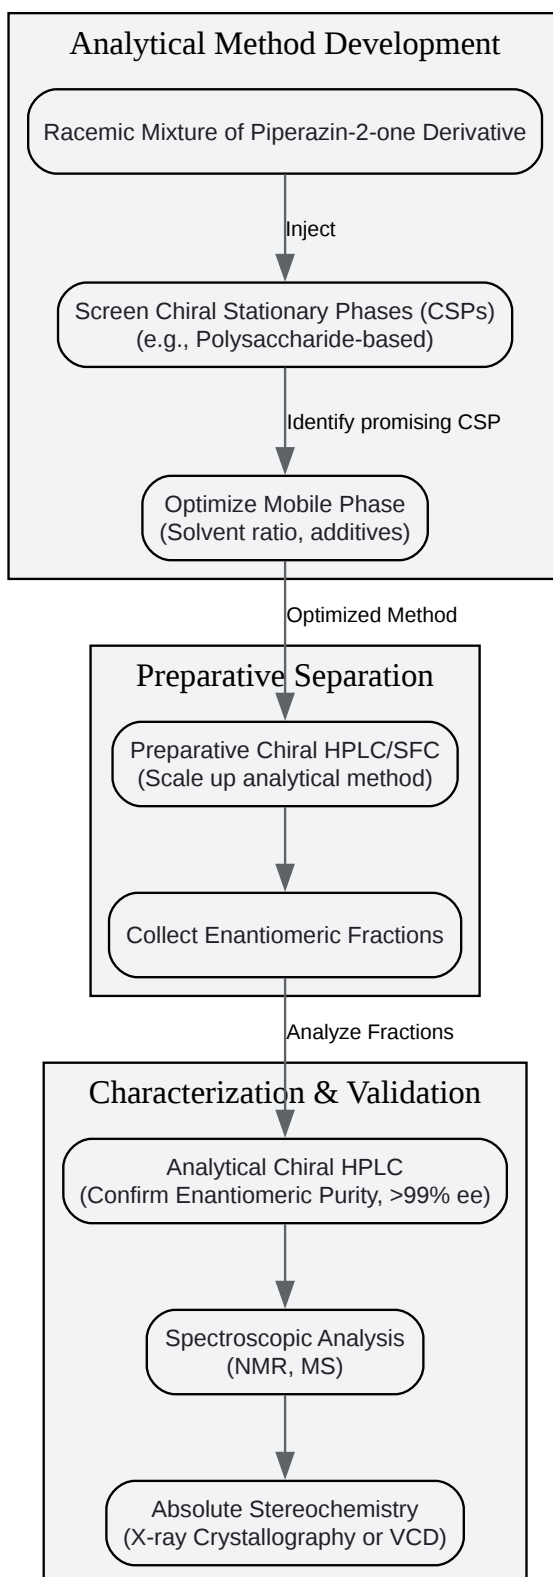 Analytical Method Development
Racemic Mixture of Piperazin-2-one Derivative
Inject
Screen Chiral Stationary Phases (CSPs)
(e.g., Polysaccharide-based)
Identify promising CSP
Optimize Mobile Phase
(Solvent ratio, additives)
Optimized Method
Preparative Separation
Preparative Chiral HPLC/SFC
(Scale up analytical method)
Collect Enantiomeric Fractions
Analyze Fractions
Characterization & Validation
Analytical Chiral HPLC
(Confirm Enantiomeric Purity, >99% ee)
Spectroscopic Analysis
(NMR, MS)
Absolute Stereochemistry
(X-ray Crystallography or VCD)